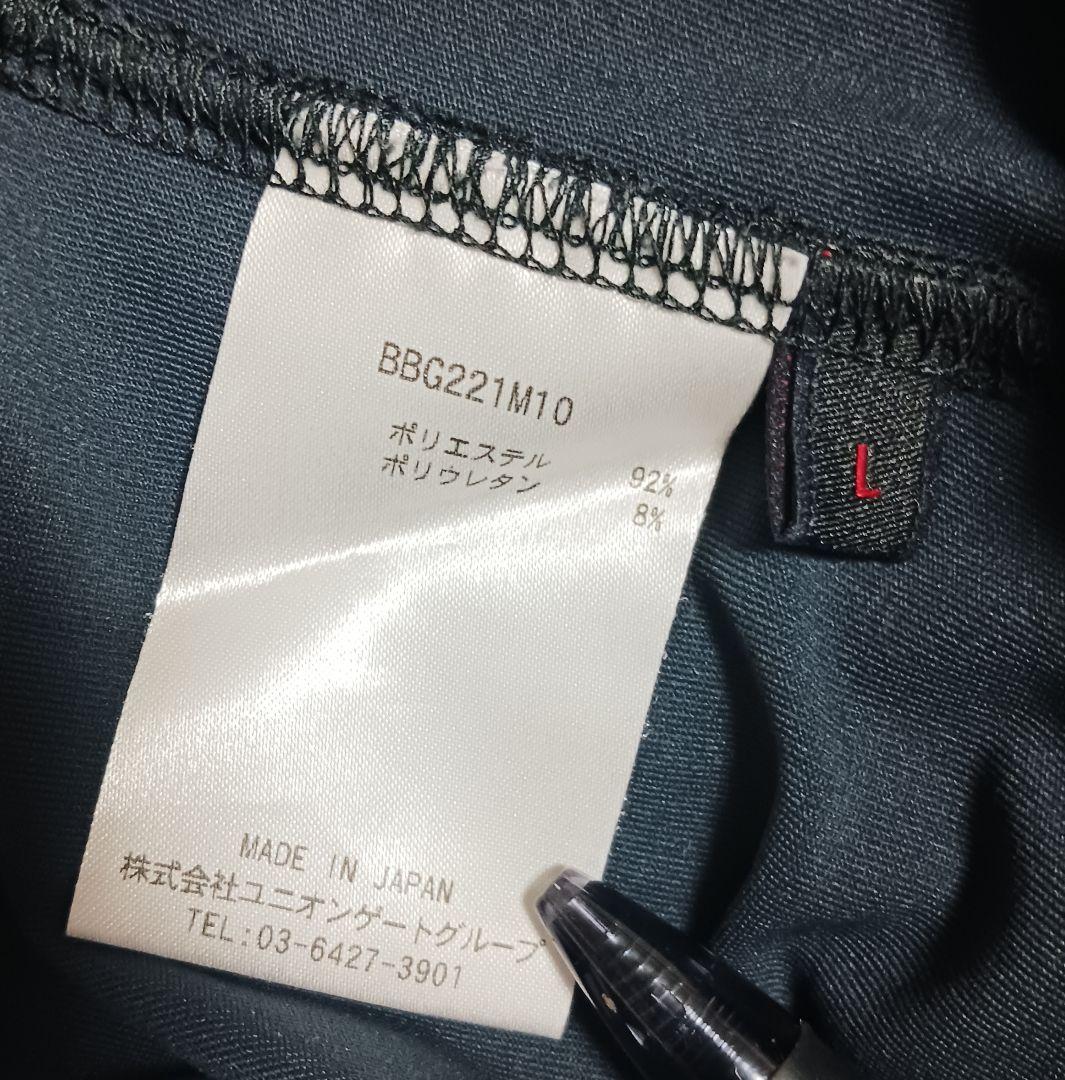 BBG221M10
ポリエステル 92%
ポリウレタン 8%
L
MADE IN JAPAN
株式会社ユニオンゲートグループ
TEL:03-6427-3901